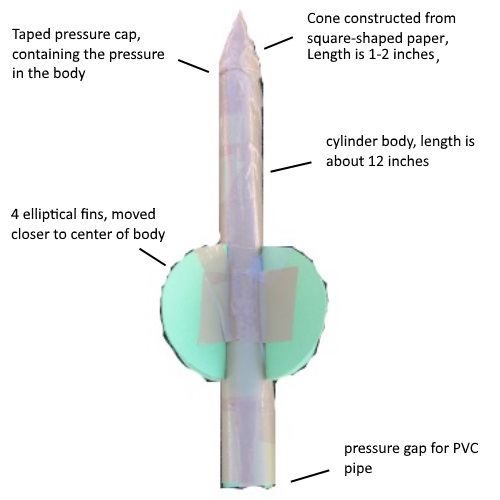 Taped pressure cap,
containing the pressure
in the body
Cone constructed from
square-shaped paper,
Length is 1-2 inches,
cylinder body, length is
about 12 inches
4 elliptical fins, moved
closer to center of body
pressure gap for PVC
pipe